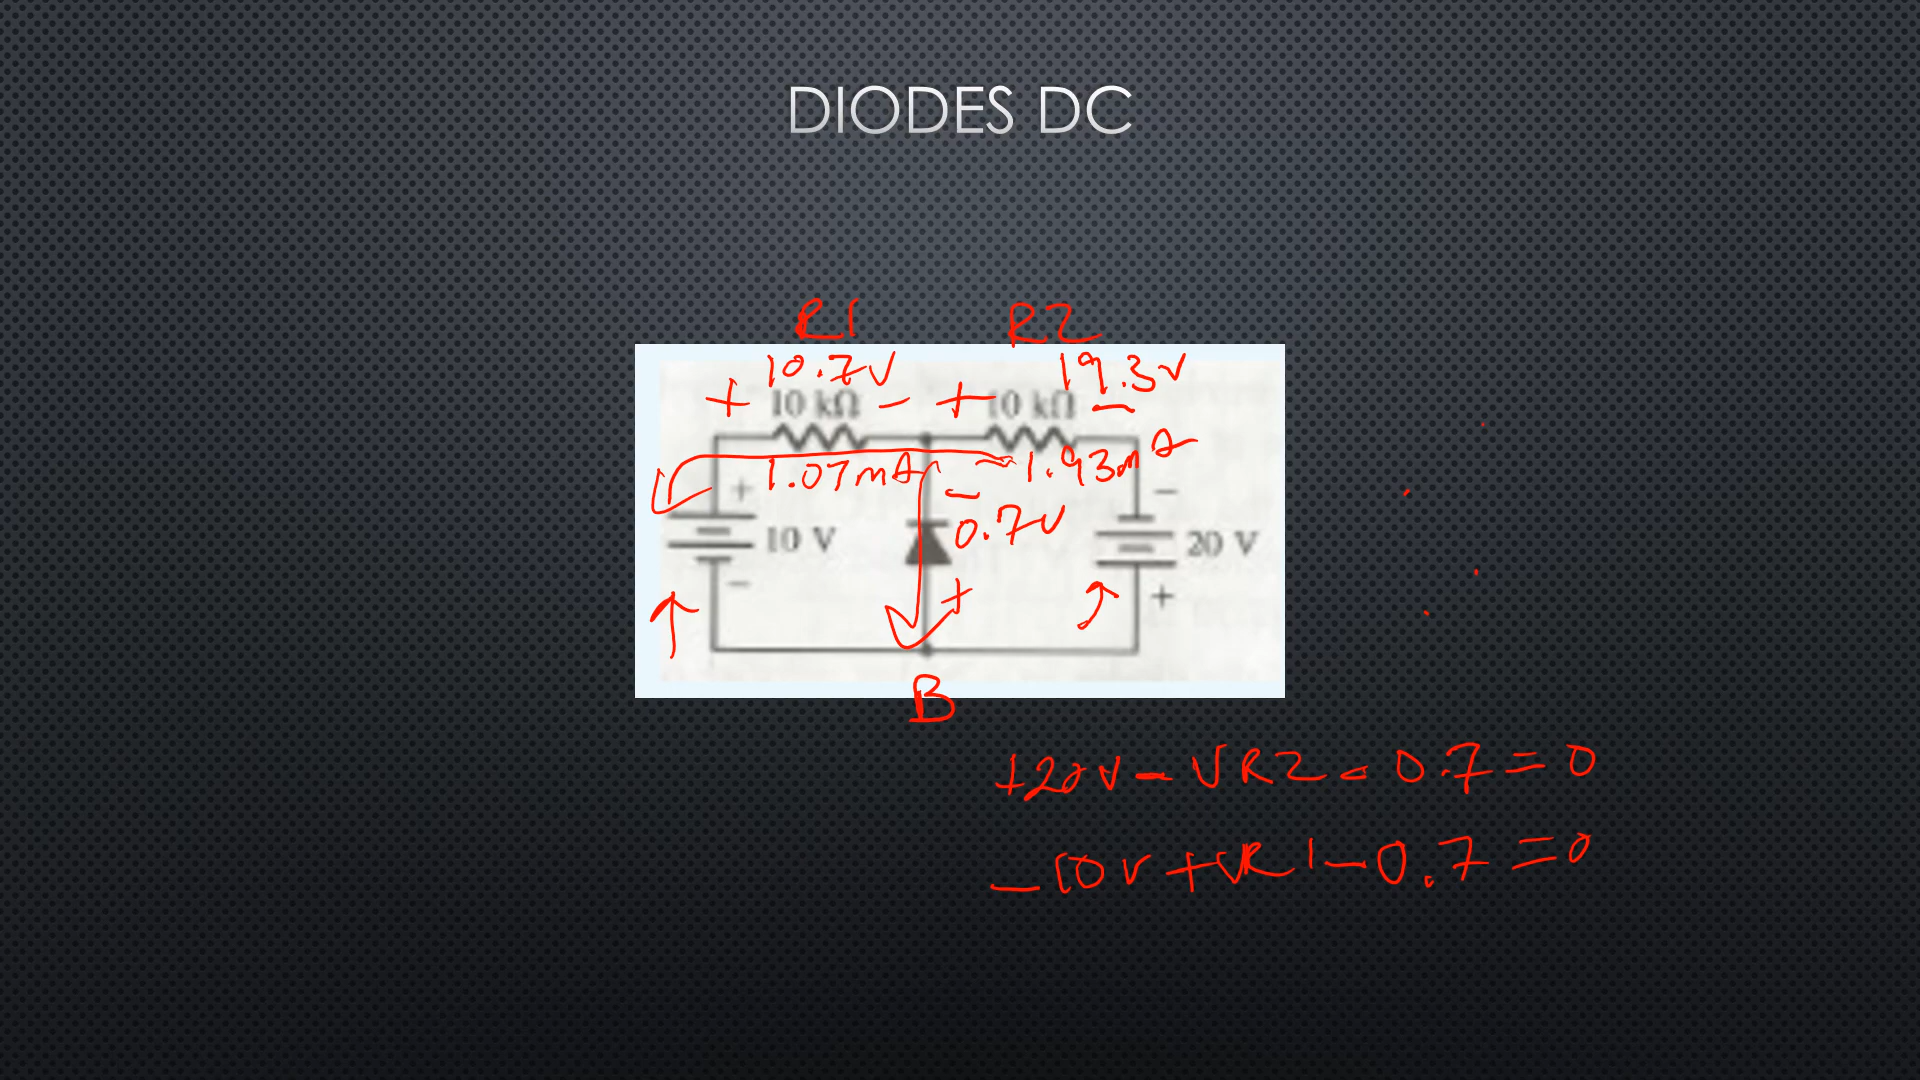 DIODES DC
R1 R2
10.7V 19.3V
+ 10 kΩ - + 10 kΩ -
1.07mA 1.93mA
+ - -
10 V 0.7V 20 V
- + +
B
+20V - VR2 - 0.7 = 0
- 10V + VR1 - 0.7 = 0